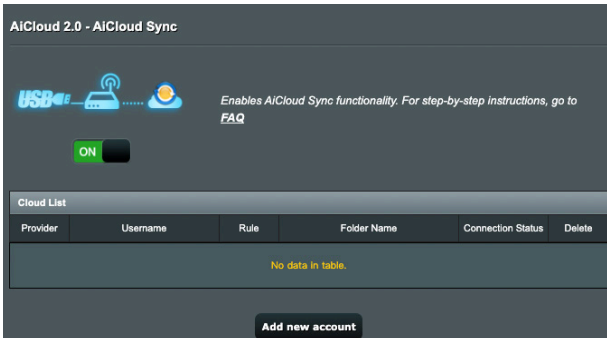 AiCloud 2.0 - AiCloud Sync
USB
Enables AiCloud Sync functionality. For step-by-step instructions, go to
FAQ
ON
Cloud List
Provider Username Rule Folder Name Connection Status Delete
No data in table.
Add new account